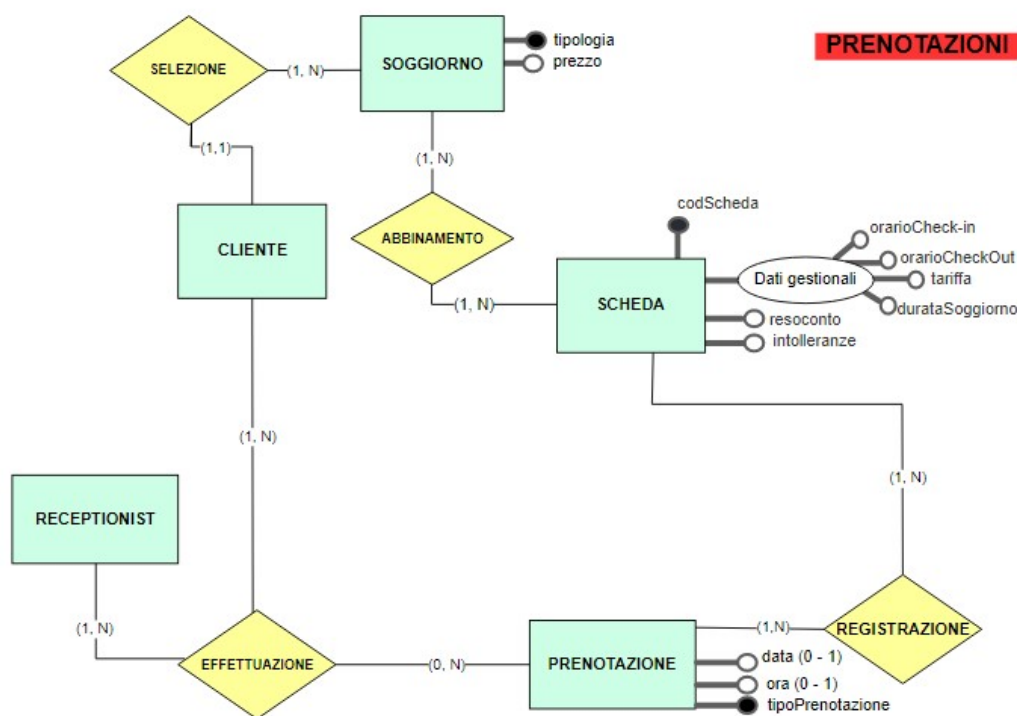 PRENOTAZIONI
SELEZIONE
(1, N)
SOGGIORNO
tipologia
prezzo
(1,1)
(1, N)
CLIENTE
ABBINAMENTO
codScheda
orarioCheck-in
orarioCheckOut
Dati gestionali
tariffa
durataSoggiorno
(1, N)
SCHEDA
resoconto
intolleranze
(1, N)
(1, N)
RECEPTIONIST
(1, N)
EFFETTUAZIONE
(0, N)
PRENOTAZIONE
(1,N)
REGISTRAZIONE
data (0 - 1)
ora (0 - 1)
tipoPrenotazione